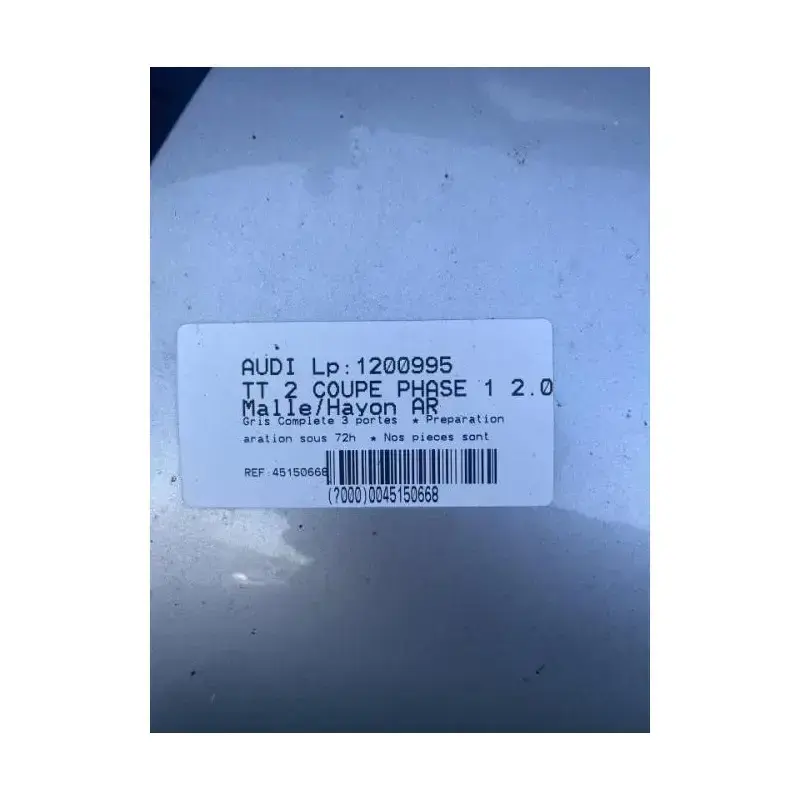 AUDI Lp:1200995
TT 2 COUPE PHASE 1 2.0
Malle/Hayon AR
Gris Complete 3 portes * Preparation
aration sous 72h * Nos pieces sont
REF:45150668
(?000)0045150668